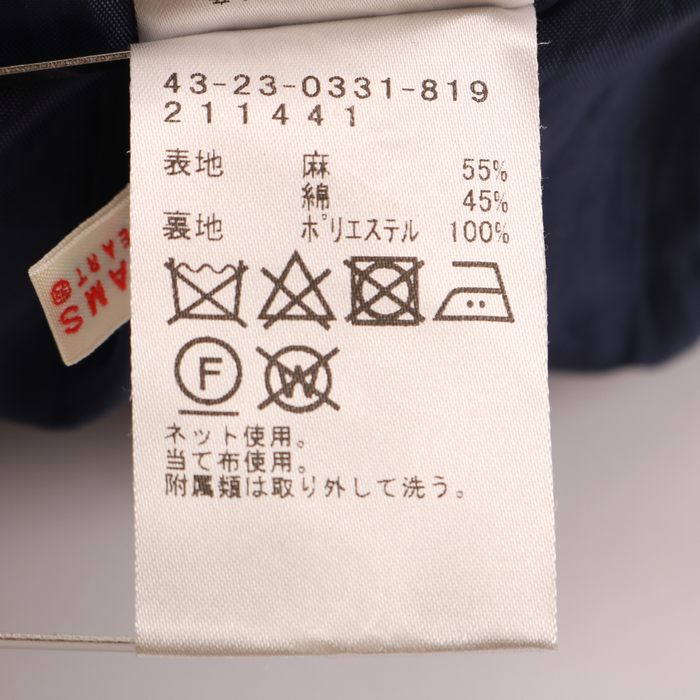 43-23-0331-819
211441
表地 麻 55%
綿 45%
裏地 ポリエステル 100%
F
W
ネット使用。
当て布使用。
附属類は取り外して洗う。
AMS
EART